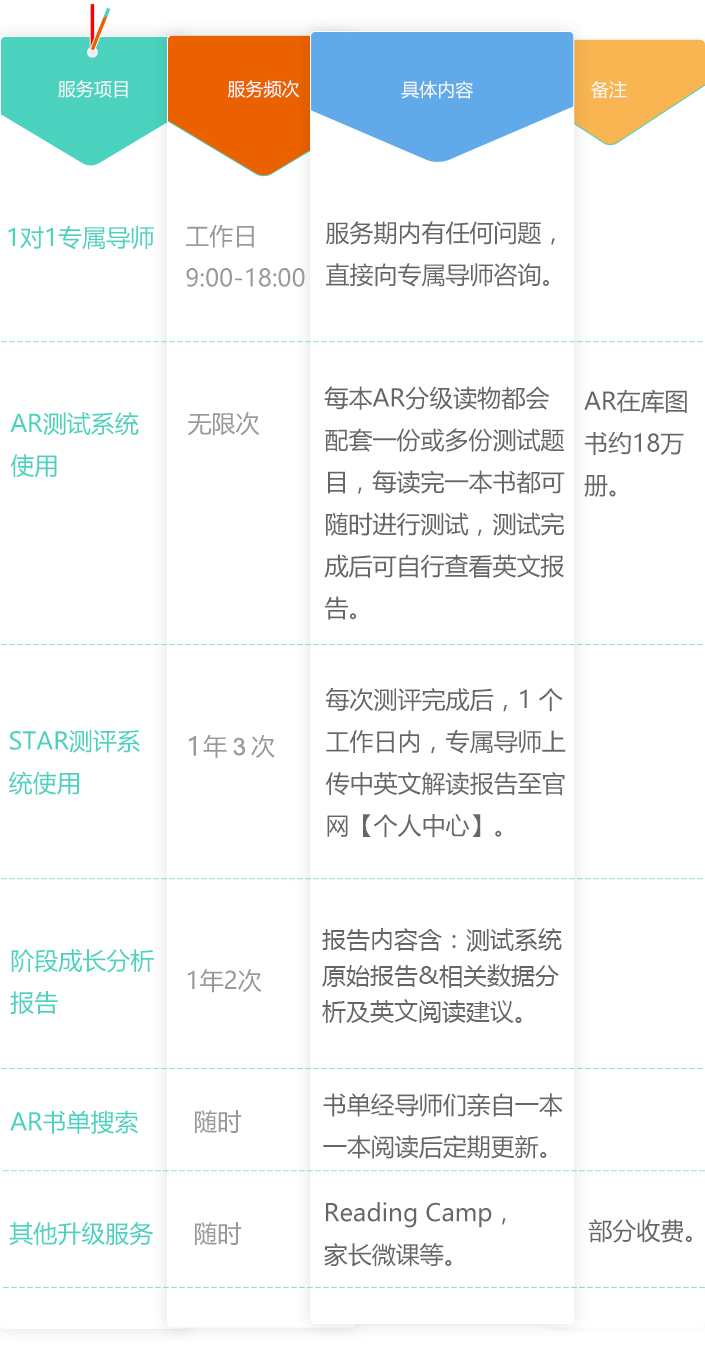 服务项目
服务频次
具体内容
备注
1对1专属导师
工作日
9:00-18:00
服务期内有任何问题，
直接向专属导师咨询。
AR测试系统
使用
无限次
每本AR分级读物都会
配套一份或多份测试题
目，每读完一本书都可
随时进行测试，测试完
成后可自行查看英文报
告。
AR在库图
书约18万
册。
STAR测评系
统使用
1年３次
每次测评完成后，1 个
工作日内，专属导师上
传中英文解读报告至官
网【个人中心】。
阶段成长分析
报告
1年2次
报告内容含：测试系统
原始报告&相关数据分
析及英文阅读建议。
AR书单搜索
随时
书单经导师们亲自一本
一本阅读后定期更新。
其他升级服务
随时
Reading Camp，
家长微课等。
部分收费。